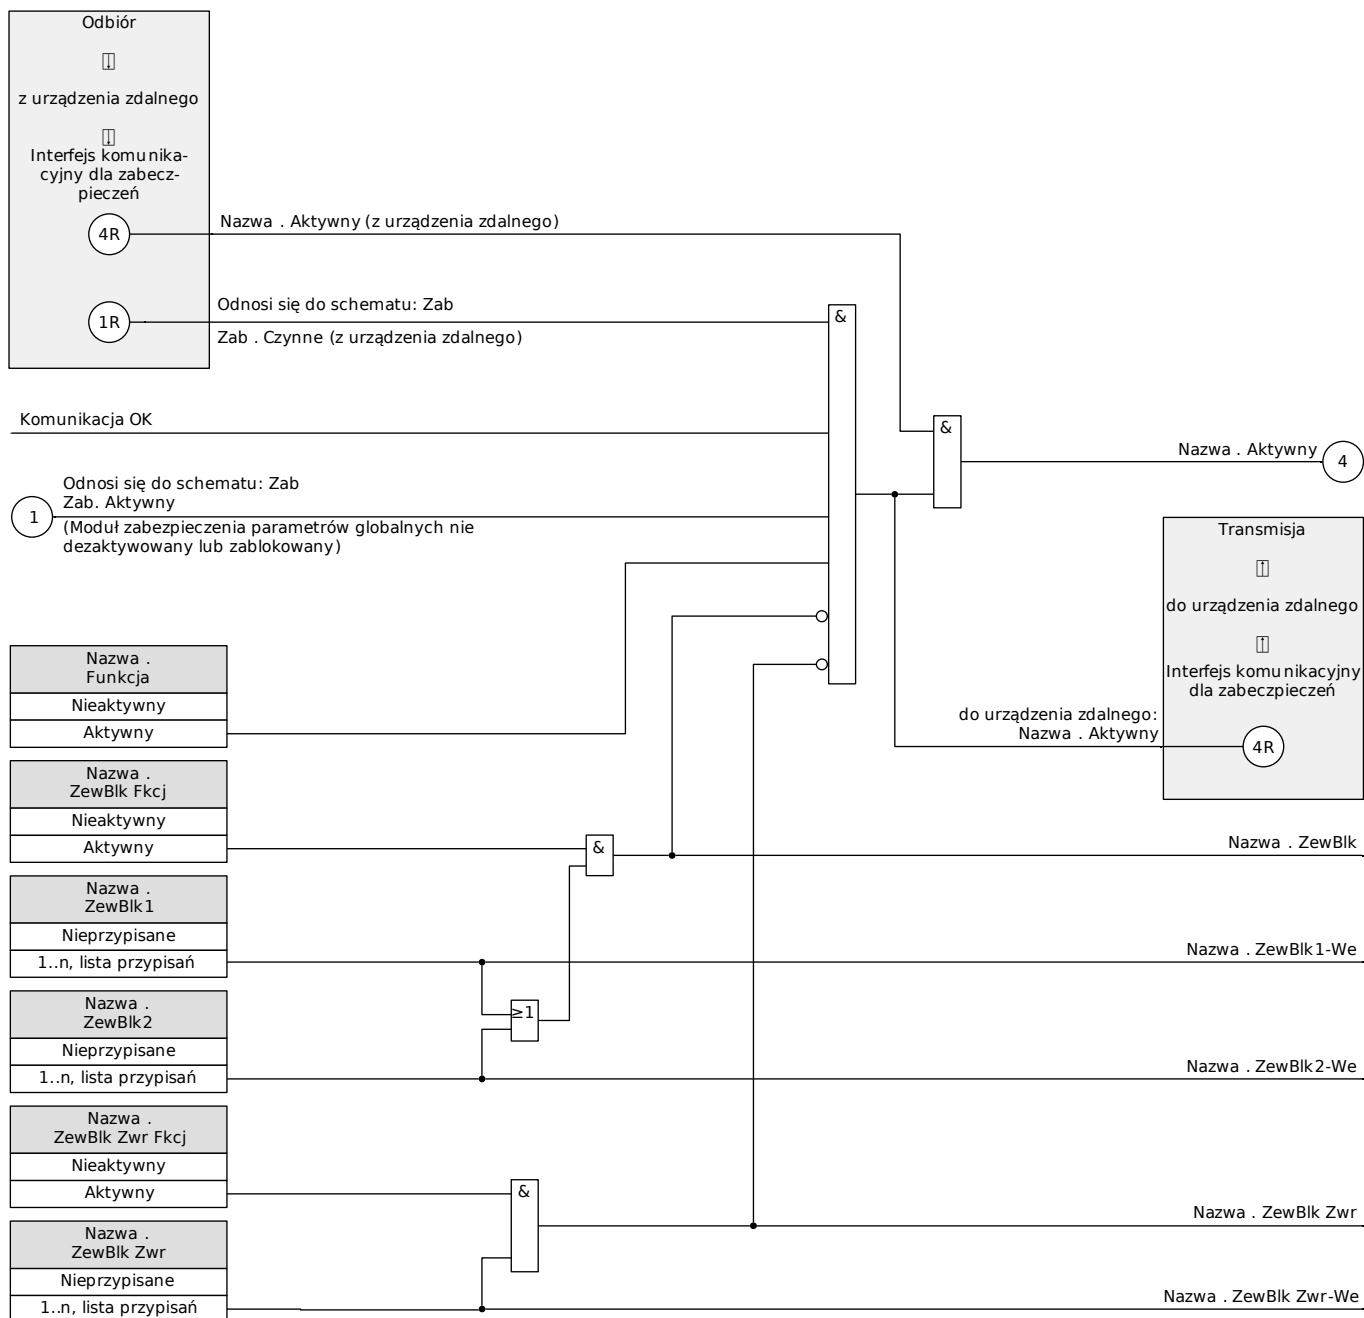 Odbiór
z urządzenia zdalnego
Interfejs komunika-
cyjny dla zabecz-
pieczeń
4R
Nazwa . Aktywny (z urządzenia zdalnego)
1R
Odnosi się do schematu: Zab
Zab . Czynne (z urządzenia zdalnego)
&
Komunikacja OK
&
Nazwa . Aktywny
4
1
Odnosi się do schematu: Zab
Zab. Aktywny
(Moduł zabezpieczenia parametrów globalnych nie
dezaktywowany lub zablokowany)
Transmisja
do urządzenia zdalnego
Interfejs komunikacyjny
dla zabeczpieczeń
4R
do urządzenia zdalnego:
Nazwa . Aktywny
Nazwa .
Funkcja
Nieaktywny
Aktywny
Nazwa .
ZewBlk Fkcj
Nieaktywny
Aktywny
&
Nazwa . ZewBlk
Nazwa .
ZewBlk1
Nieprzypisane
1..n, lista przypisań
Nazwa . ZewBlk1-We
≥1
Nazwa .
ZewBlk2
Nieprzypisane
1..n, lista przypisań
Nazwa . ZewBlk2-We
Nazwa .
ZewBlk Zwr Fkcj
Nieaktywny
Aktywny
&
Nazwa . ZewBlk Zwr
Nazwa .
ZewBlk Zwr
Nieprzypisane
1..n, lista przypisań
Nazwa . ZewBlk Zwr-We